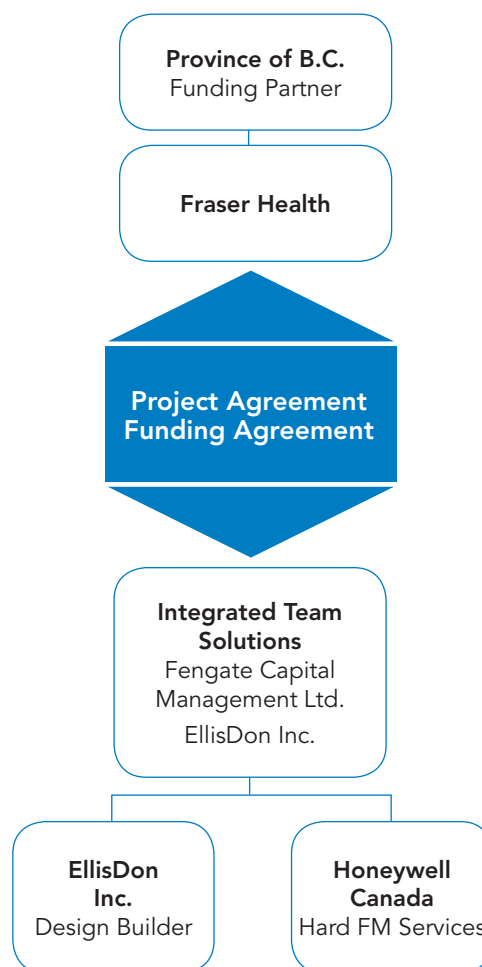 Province of B.C.
Funding Partner
Fraser Health
Project Agreement
Funding Agreement
Integrated Team
Solutions
Fengate Capital
Management Ltd.
EllisDon Inc.
EllisDon
Inc.
Design Builder
Honeywell
Canada
Hard FM Services